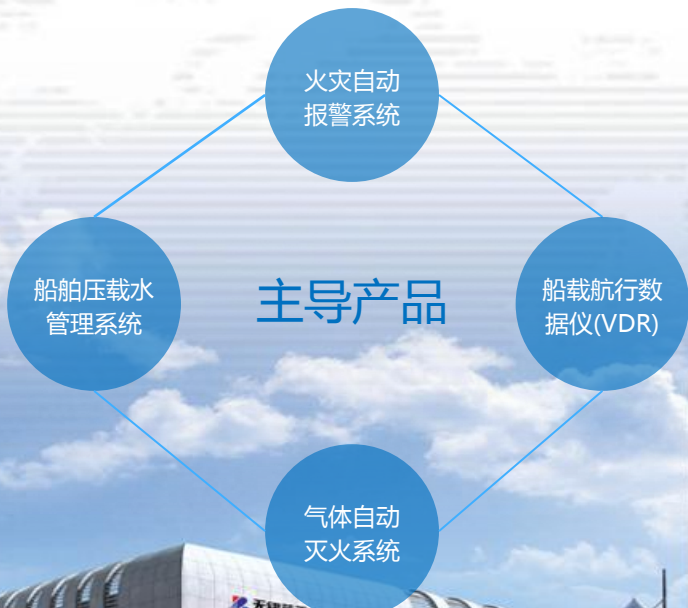 火灾自动
报警系统
船舶压载水
管理系统
主导产品
船载航行数
据仪(VDR)
气体自动
灭火系统